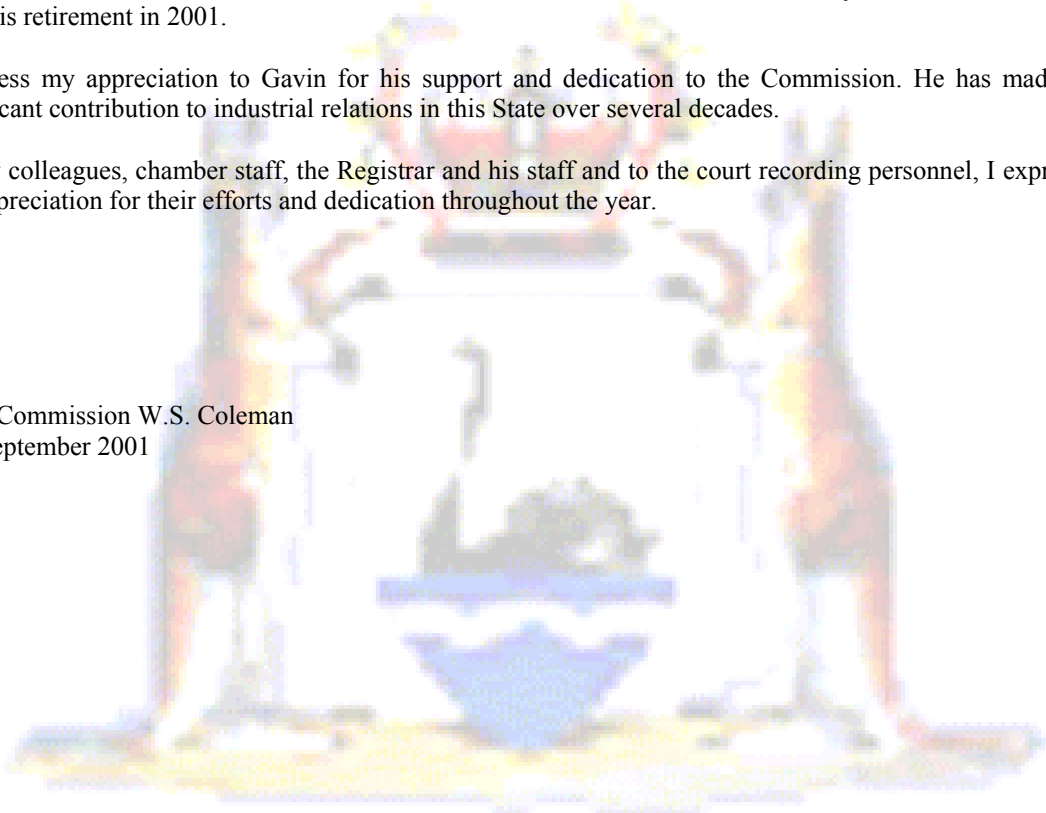 is retirement in 2001.
ess my appreciation to Gavin for his support and dedication to the Commission. He has mad
cant contribution to industrial relations in this State over several decades.
colleagues, chamber staff, the Registrar and his staff and to the court recording personnel, I expr
preciation for their efforts and dedication throughout the year.
Commission W.S. Coleman
eptember 2001